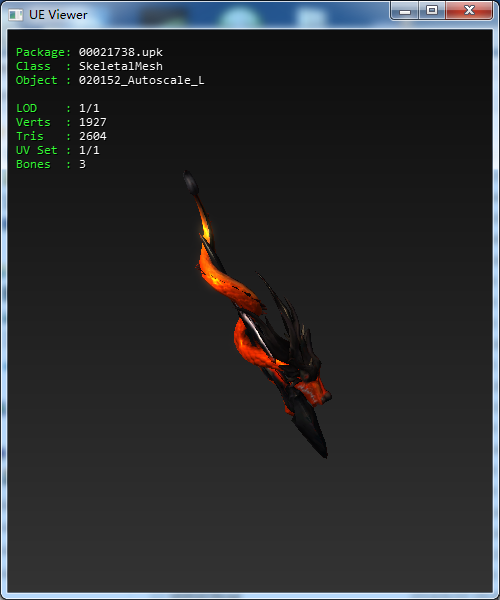 UE Viewer
Package: 00021738.upk
Class  : SkeletalMesh
Object : 020152_Autoscale_L
LOD    : 1/1
Verts  : 1927
Tris   : 2604
UV Set : 1/1
Bones  : 3